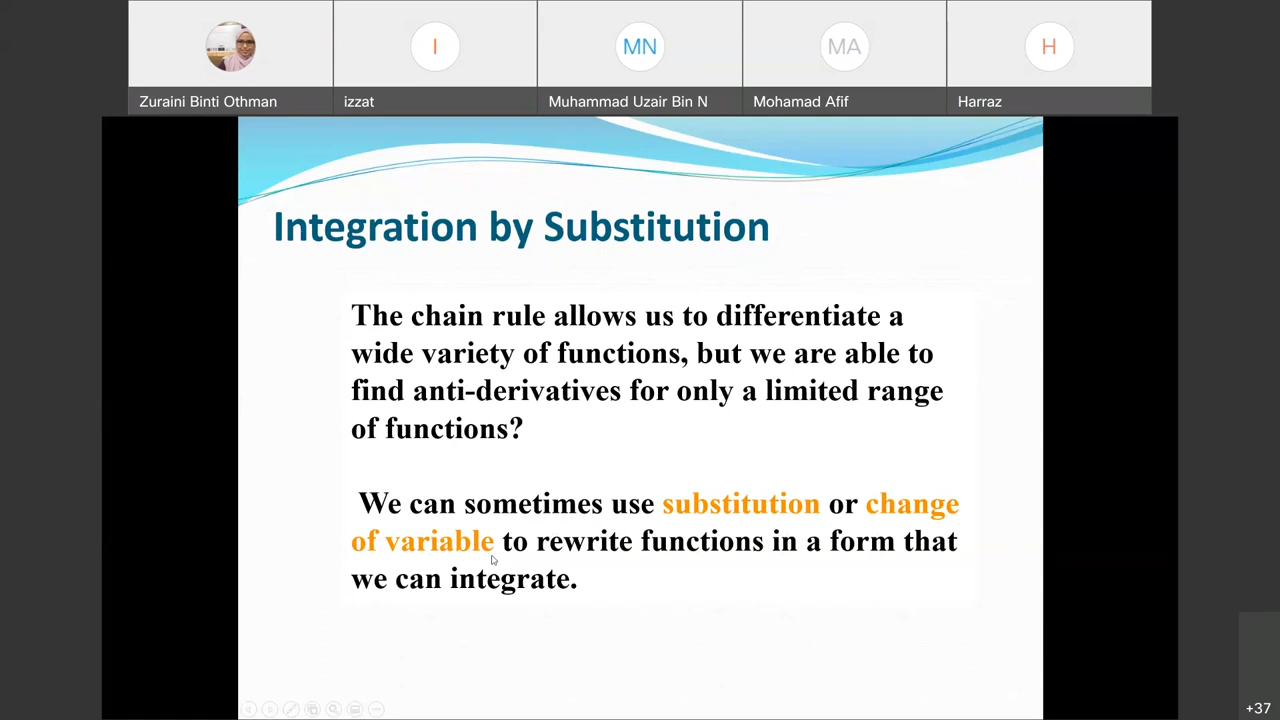 I
MN
MA
H
Zuraini Binti Othman
izzat
Muhammad Uzair Bin N
Mohamad Afif
Harraz
Integration by Substitution
The chain rule allows us to differentiate a
wide variety of functions, but we are able to
find anti-derivatives for only a limited range
of functions?
We can sometimes use substitution or change
of variable to rewrite functions in a form that
we can integrate.
+37